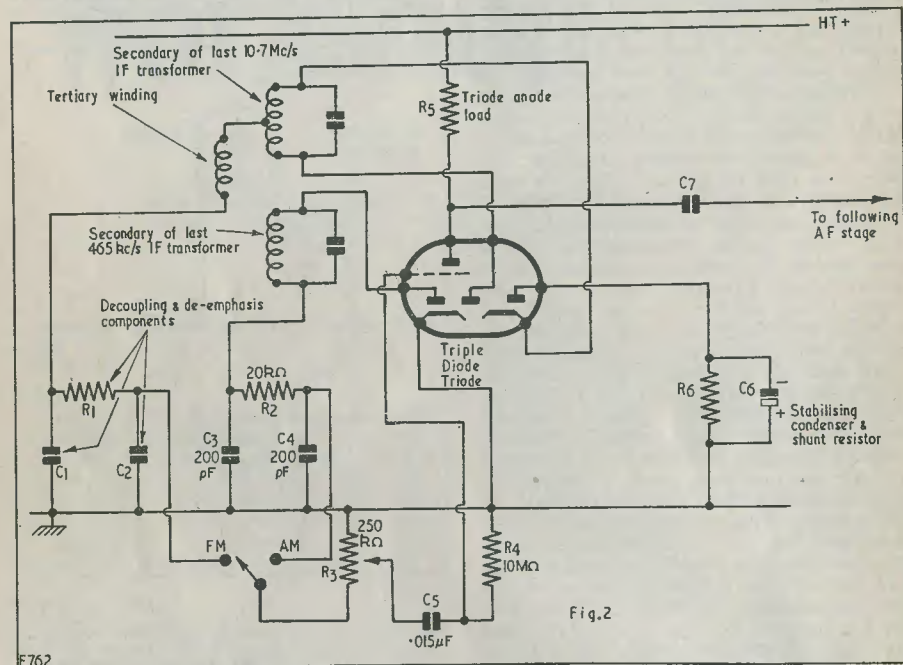 HT+
Secondary of last 10·7Mc/s
IF transformer
Tertiary winding
R5
Triode anode
load
C7
To following
AF stage
Secondary of last
465 kc/s IF transformer
Decoupling & de-emphasis
components
Triple
Diode
Triode
R1
20kΩ
R2
R6
C6
−
+
Stabilising
condenser &
shunt resistor
C1
C2
C3
200
pF
C4
200
pF
FM
AM
250
kΩ
R3
R4
10MΩ
C5
·015µF
Fig.2
E762